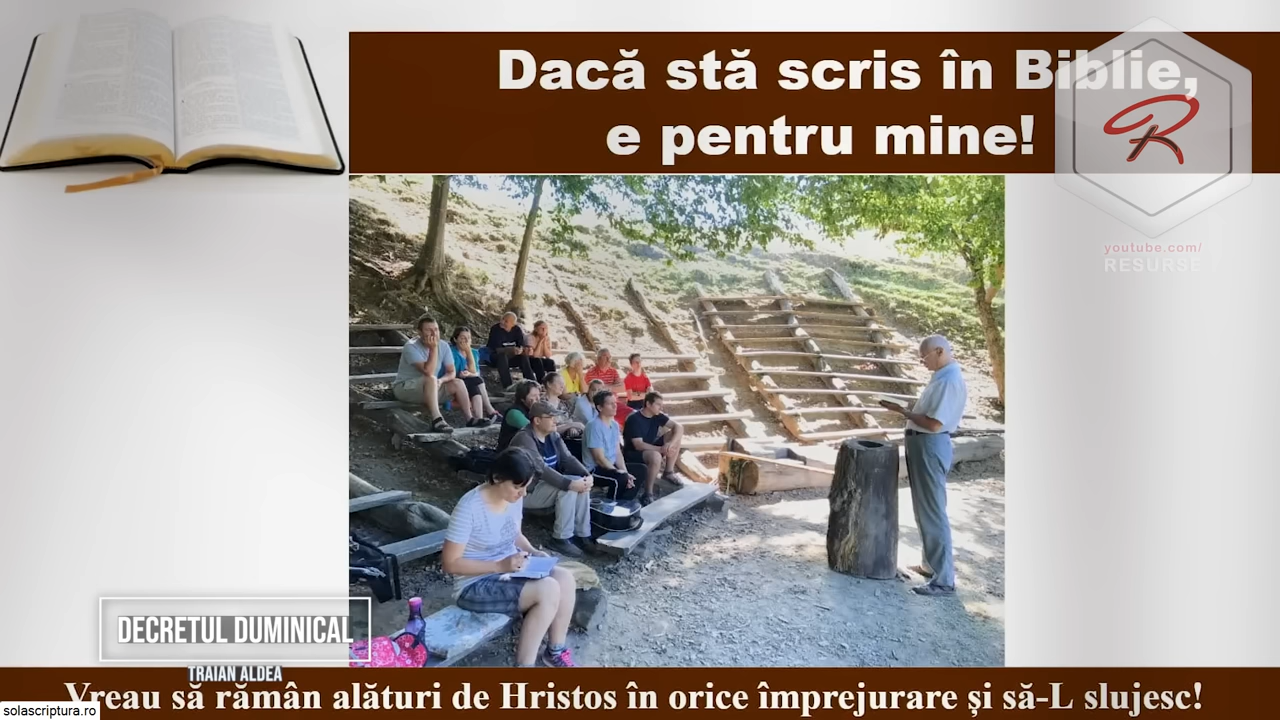 Dacă stă scris în Biblie,
e pentru mine!
R
youtube.com/
RESURSE
DECRETUL DUMINICAL
TRAIAN ALDEA
Vreau să rămân alături de Hristos în orice împrejurare și să-L slujesc!
solascriptura.ro